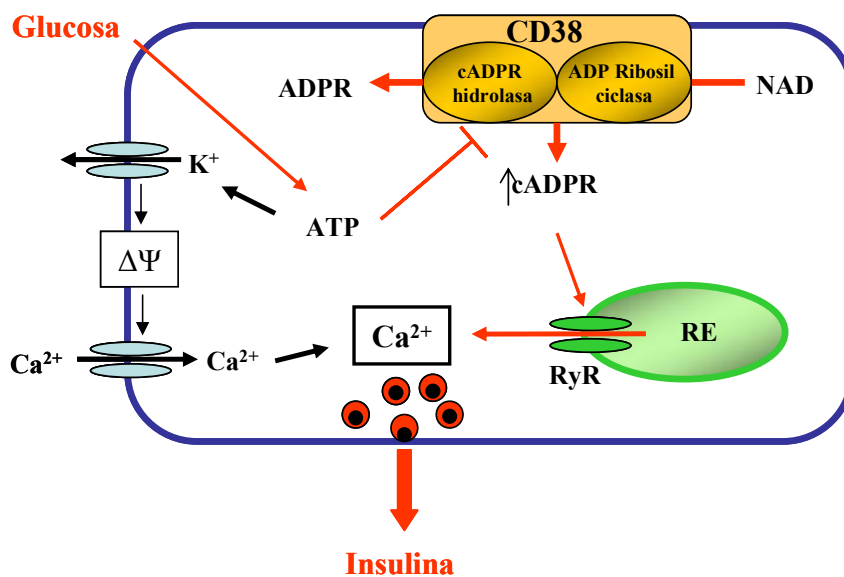 Glucosa
CD38
cADPR
hidrolasa
ADP Ribosil
ciclasa
ADPR
NAD
K⁺
cADPR
ATP
ΔΨ
Ca²⁺
Ca²⁺
Ca²⁺
RE
RyR
Insulina